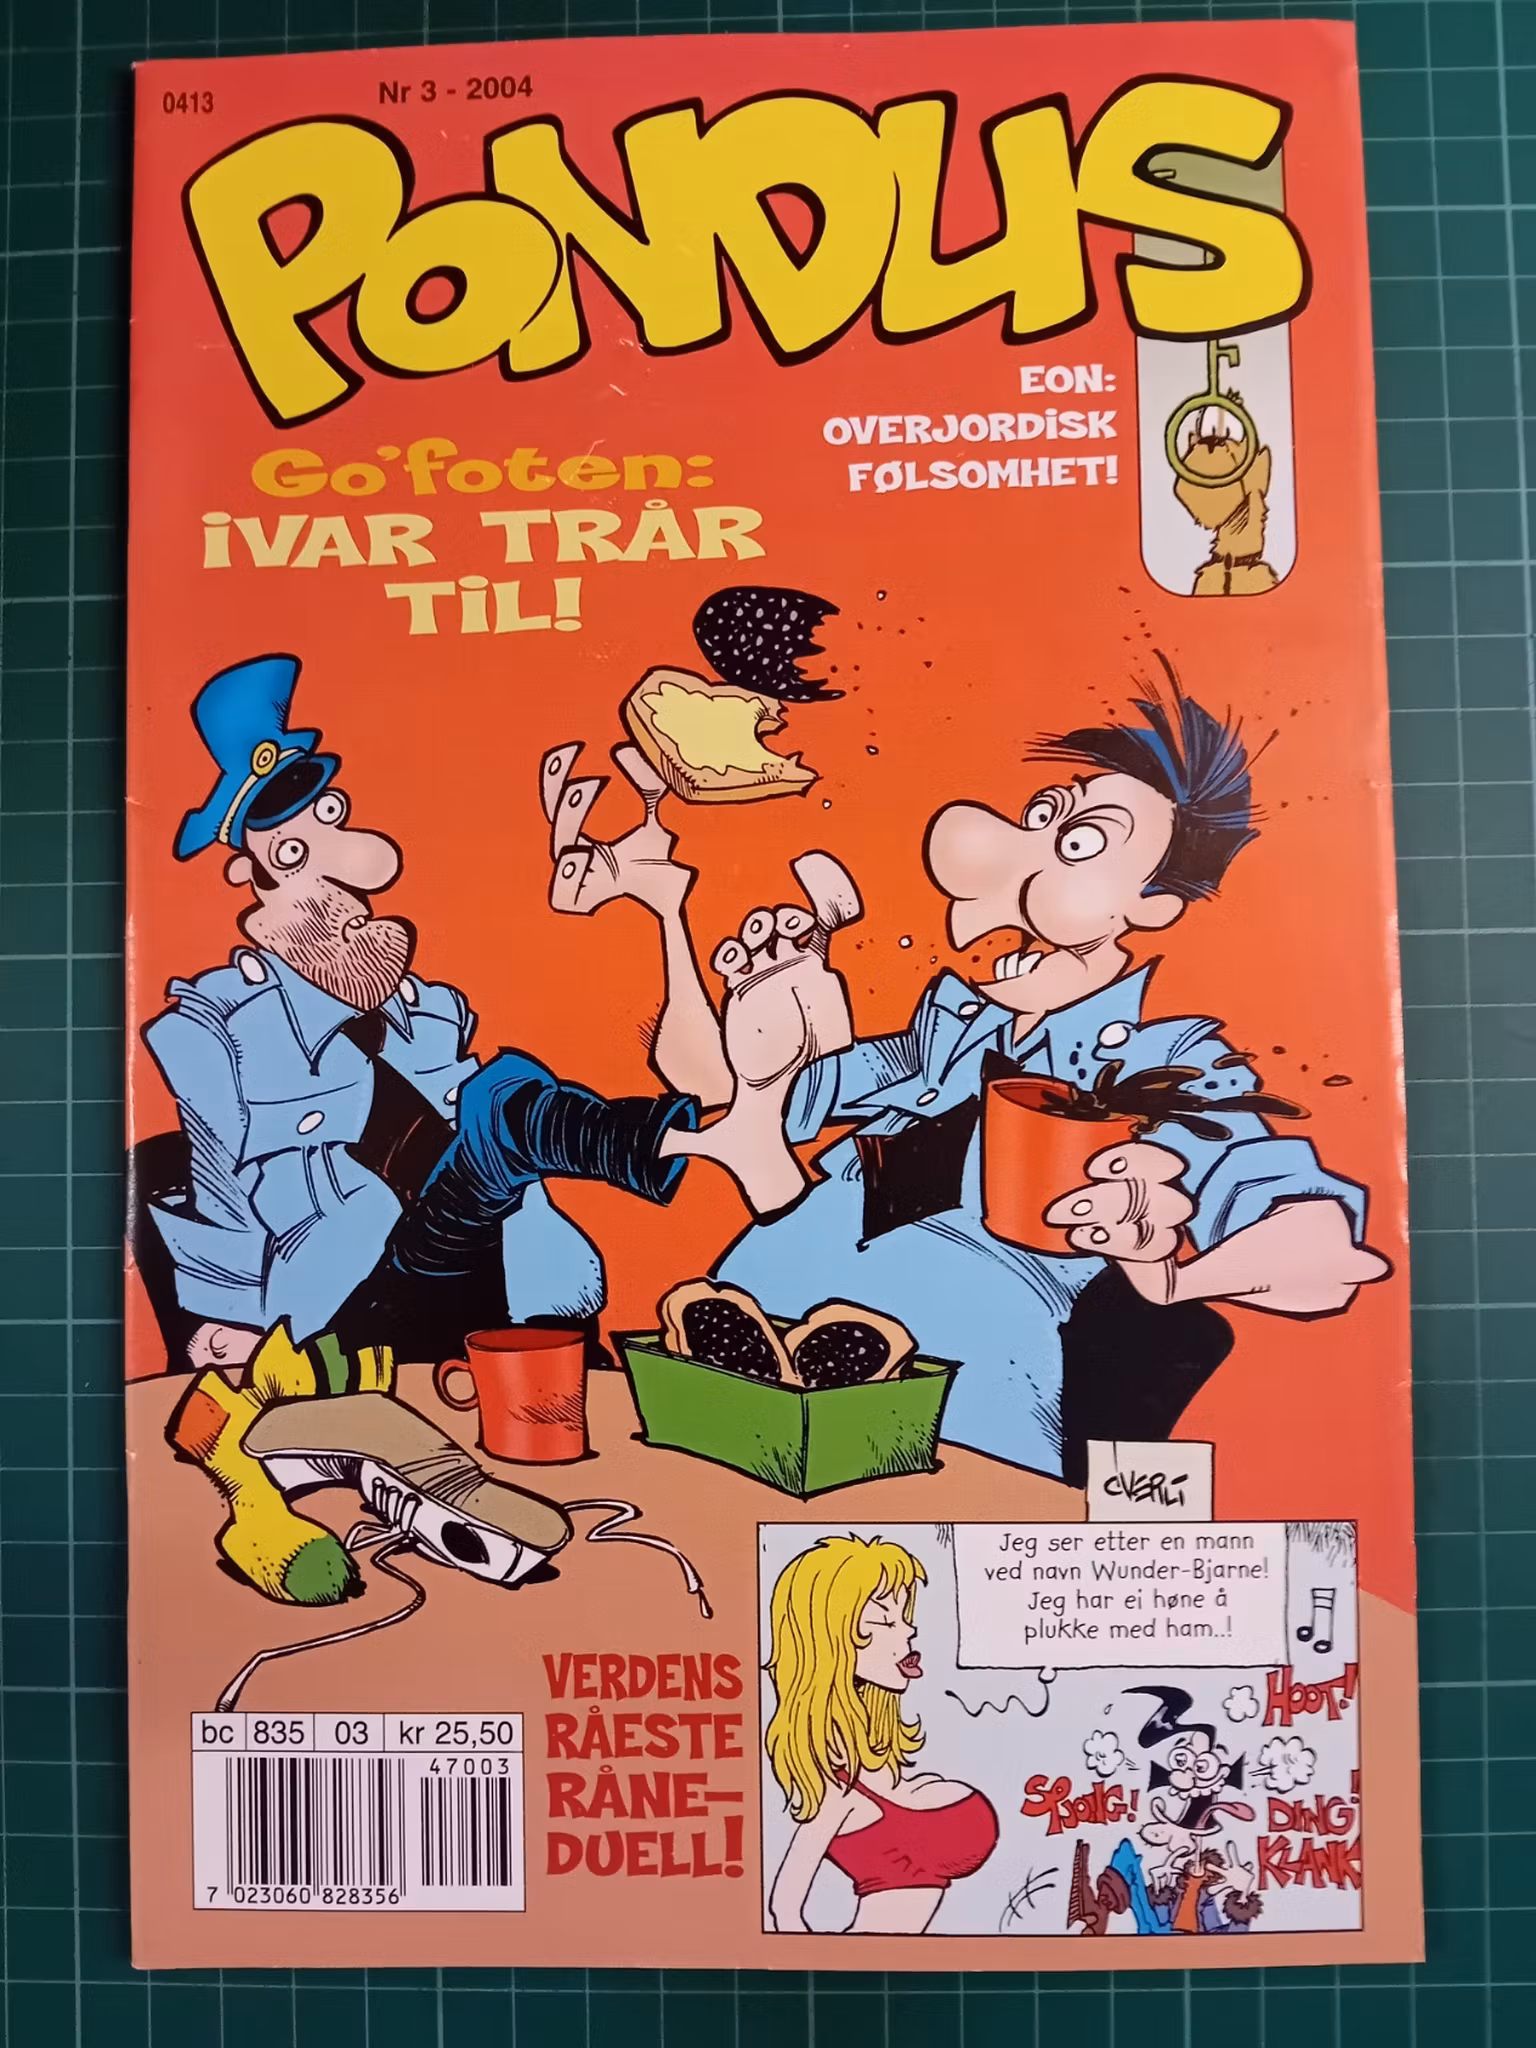 0413
Nr 3 - 2004
PONDUS
EON:
OVERJORDiSK
FØLSOMHET!
Go'foten:
iVAR TRÅR
TiL!
CVERLi
Jeg ser etter en mann
ved navn Wunder-Bjarne!
Jeg har ei høne å
plukke med ham..!
HOOT!
SPJOING!
DING!
KLANK
VERDENS
RÅESTE
RÅNE-
DUELL!
bc 835 03 kr 25,50
47003
7 023060 828356